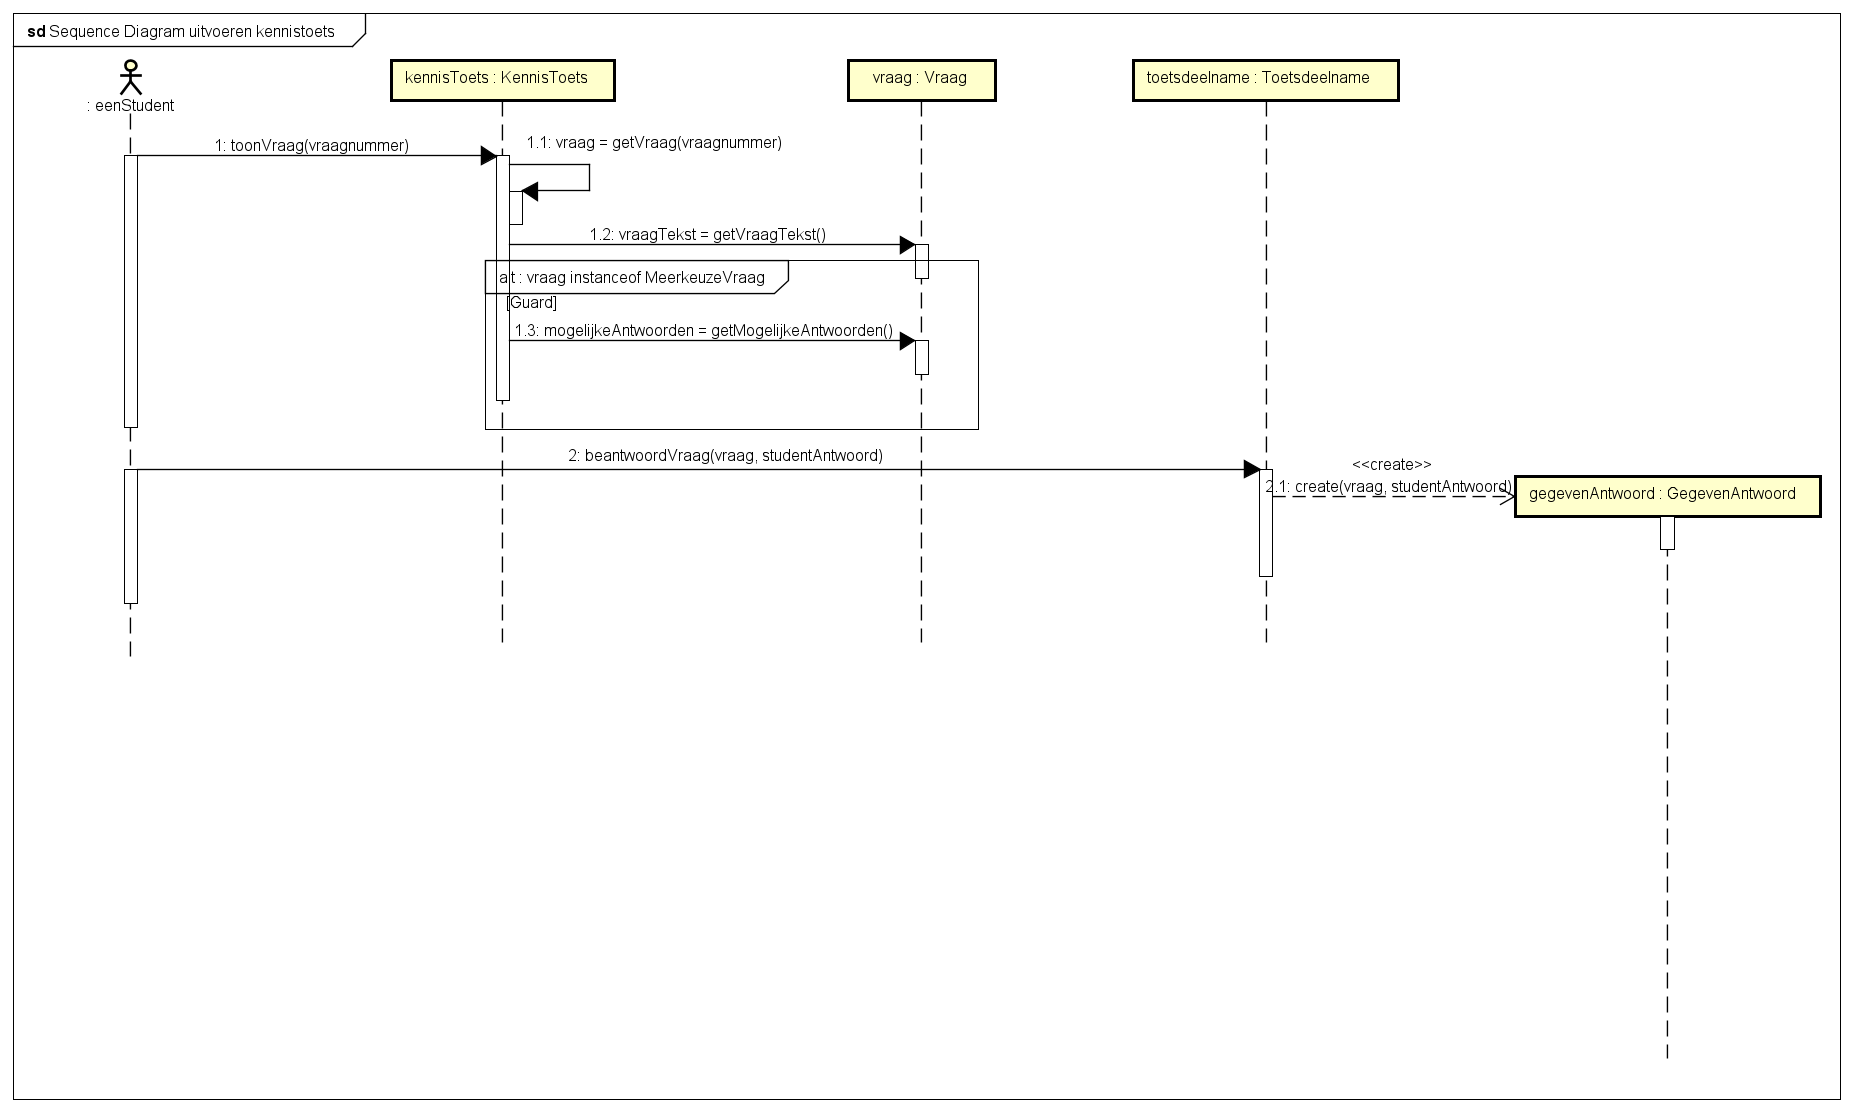 sd Sequence Diagram uitvoeren kennistoets
: eenStudent
kennisToets : KennisToets
vraag : Vraag
toetsdeelname : Toetsdeelname
1: toonVraag(vraagnummer)
1.1: vraag = getVraag(vraagnummer)
1.2: vraagTekst = getVraagTekst()
alt : vraag instanceof MeerkeuzeVraag
[Guard]
1.3: mogelijkeAntwoorden = getMogelijkeAntwoorden()
2: beantwoordVraag(vraag, studentAntwoord)
<<create>>
2.1: create(vraag, studentAntwoord)
gegevenAntwoord : GegevenAntwoord